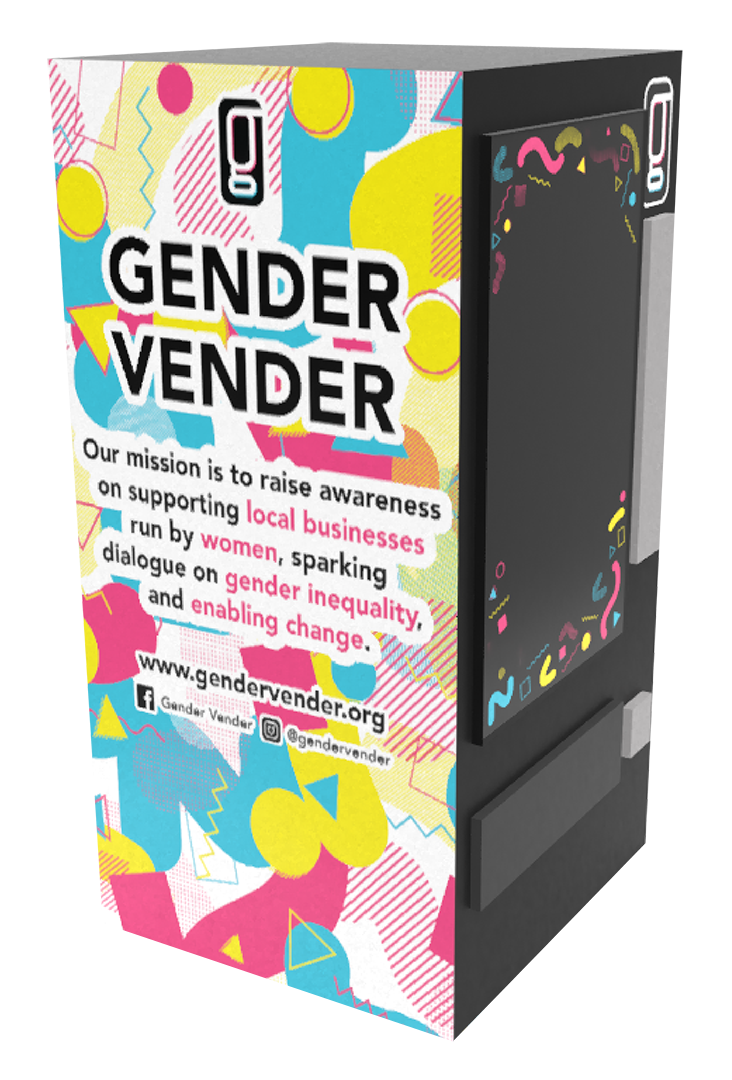 g
GENDER
VENDER
Our mission is to raise awareness
on supporting local businesses
run by women, sparking
dialogue on gender inequality,
and enabling change.
www.gendervender.org
f Gender Vender @gendervender
g